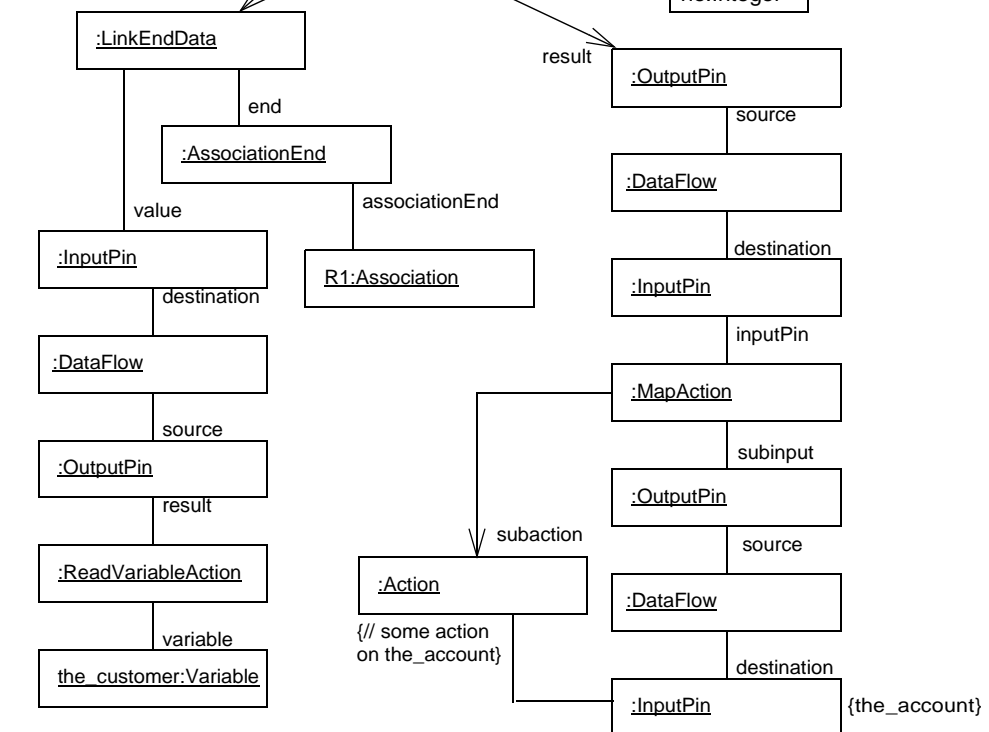 :LinkEndData
end
:AssociationEnd
associationEnd
R1:Association
value
:InputPin
destination
:DataFlow
source
:OutputPin
result
:ReadVariableAction
variable
the_customer:Variable
result
:OutputPin
source
:DataFlow
destination
:InputPin
inputPin
:MapAction
subaction
:Action
{// some action
on the_account}
subinput
:OutputPin
source
:DataFlow
destination
:InputPin
{the_account}